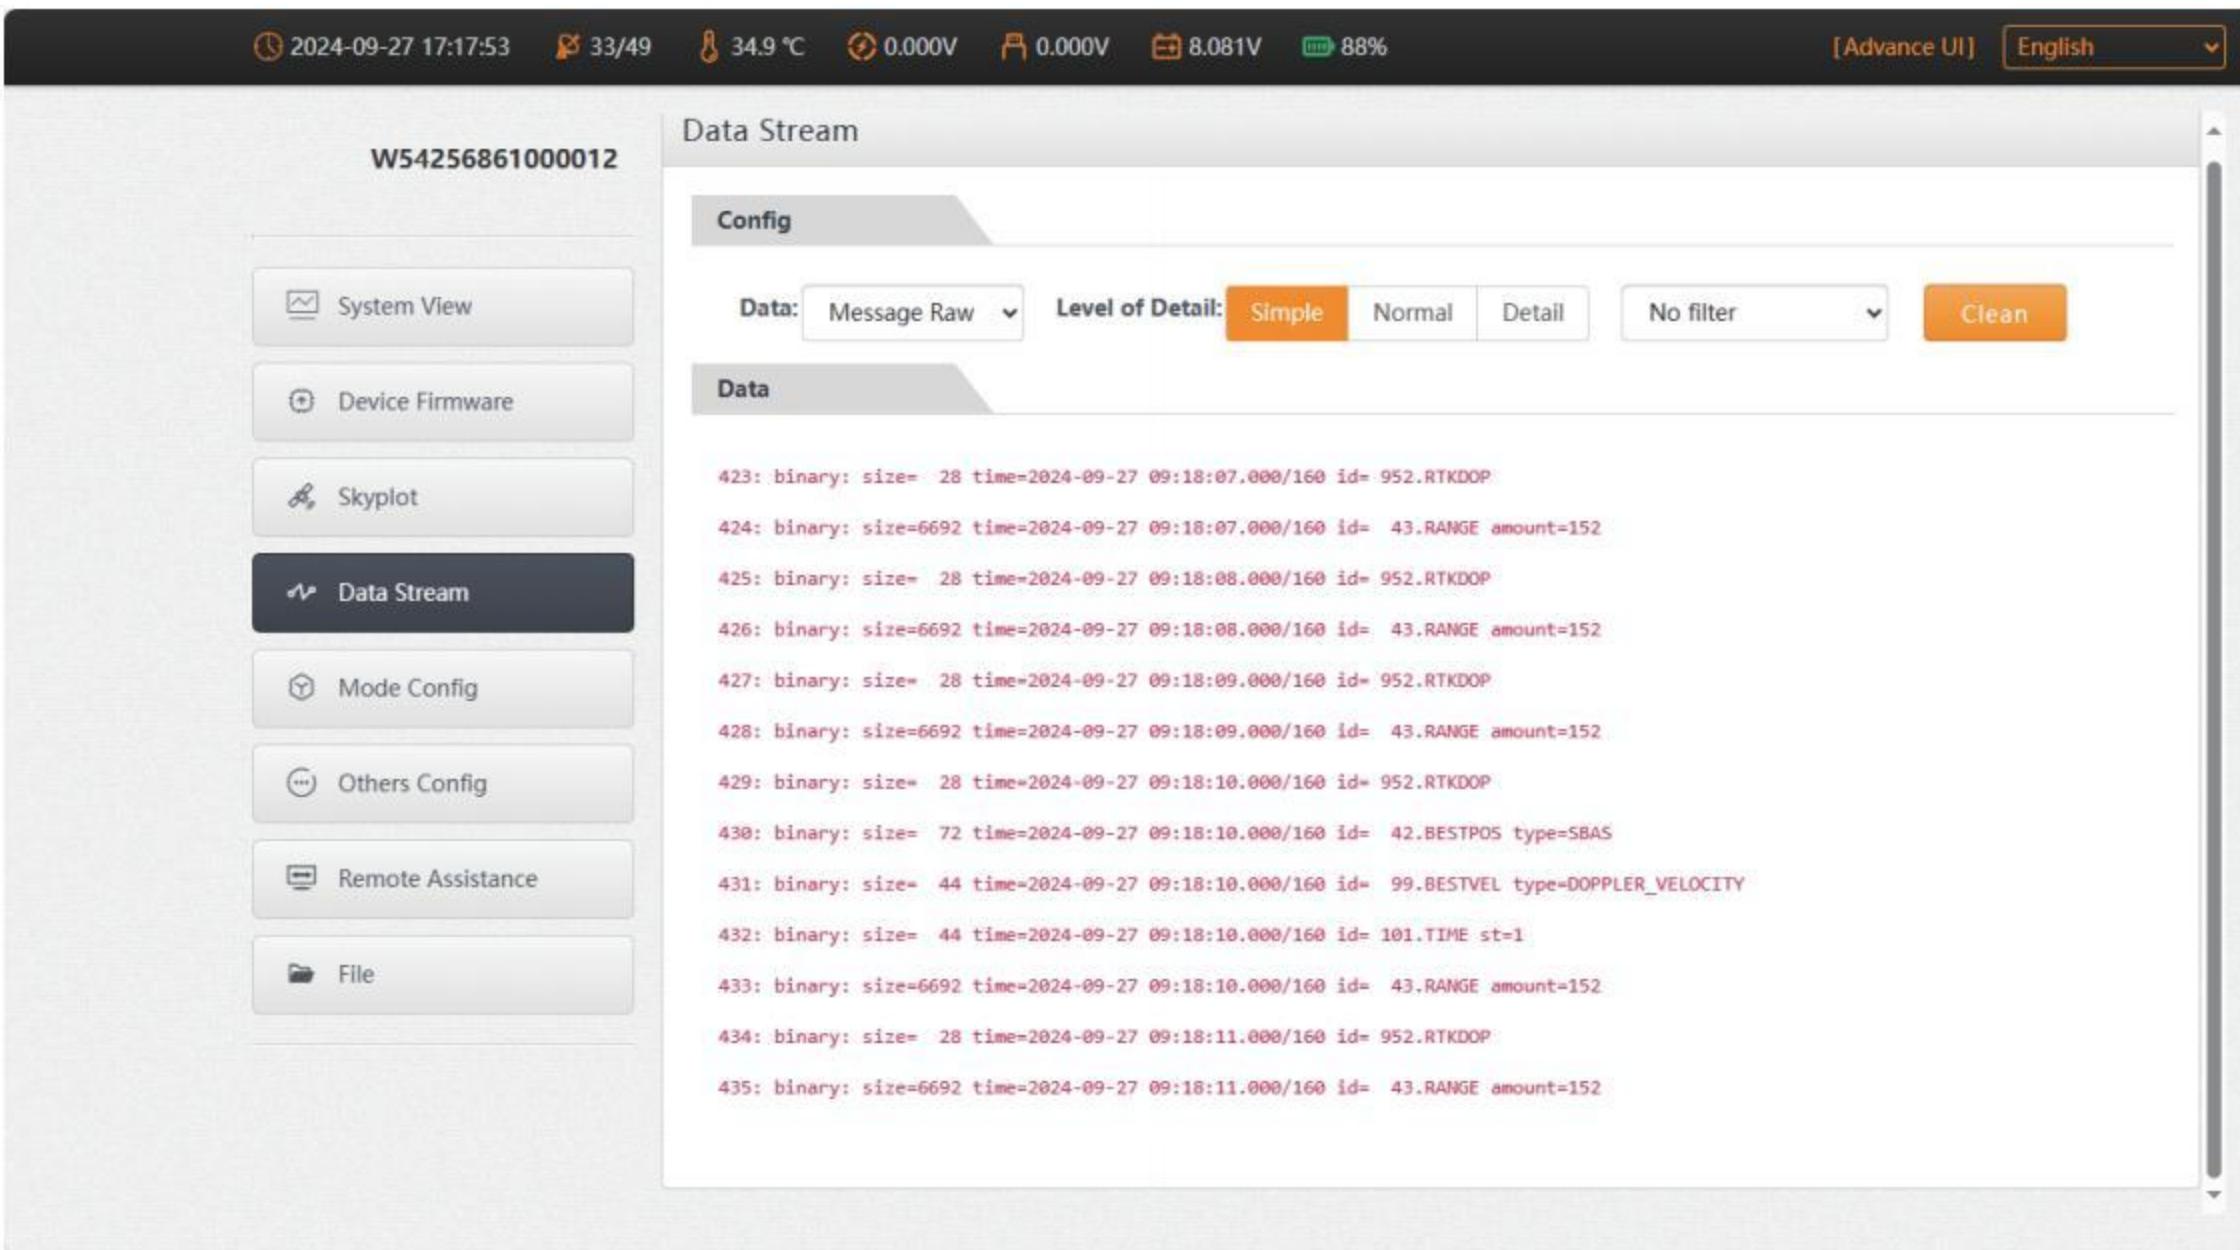 2024-09-27 17:17:53 33/49 34.9 ℃ 0.000V 0.000V 8.081V 88% [Advance UI] English
W54256861000012
System View
Device Firmware
Skyplot
Data Stream
Mode Config
Others Config
Remote Assistance
File
Data Stream
Config
Data: Message Raw Level of Detail: Simple Normal Detail No filter Clean
Data
423: binary: size=  28 time=2024-09-27 09:18:07.000/160 id= 952.RTKDOP
424: binary: size=6692 time=2024-09-27 09:18:07.000/160 id=  43.RANGE amount=152
425: binary: size=  28 time=2024-09-27 09:18:08.000/160 id= 952.RTKDOP
426: binary: size=6692 time=2024-09-27 09:18:08.000/160 id=  43.RANGE amount=152
427: binary: size=  28 time=2024-09-27 09:18:09.000/160 id= 952.RTKDOP
428: binary: size=6692 time=2024-09-27 09:18:09.000/160 id=  43.RANGE amount=152
429: binary: size=  28 time=2024-09-27 09:18:10.000/160 id= 952.RTKDOP
430: binary: size=  72 time=2024-09-27 09:18:10.000/160 id=  42.BESTPOS type=SBAS
431: binary: size=  44 time=2024-09-27 09:18:10.000/160 id=  99.BESTVEL type=DOPPLER_VELOCITY
432: binary: size=  44 time=2024-09-27 09:18:10.000/160 id= 101.TIME st=1
433: binary: size=6692 time=2024-09-27 09:18:10.000/160 id=  43.RANGE amount=152
434: binary: size=  28 time=2024-09-27 09:18:11.000/160 id= 952.RTKDOP
435: binary: size=6692 time=2024-09-27 09:18:11.000/160 id=  43.RANGE amount=152